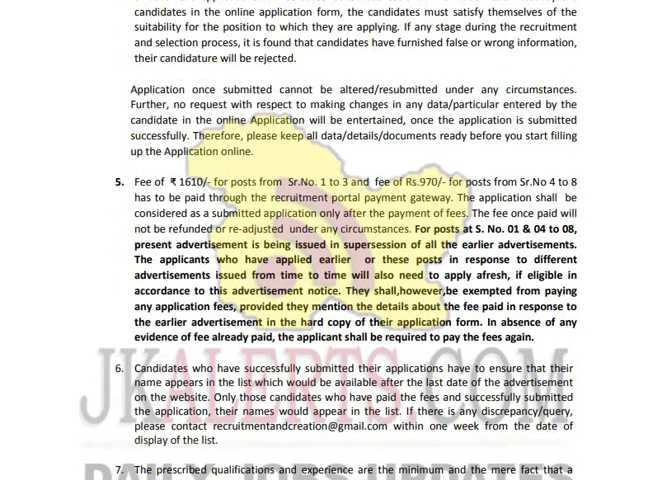 candidates in the online application form, the candidates must satisfy themselves of the
suitability for the position to which they are applying. If any stage during the recruitment
and selection process, it is found that candidates have furnished false or wrong information,
their candidature will be rejected.
Application once submitted cannot be altered/resubmitted under any circumstances.
Further, no request with respect to making changes in any data/particular entered by the
candidate in the online Application will be entertained, once the application is submitted
successfully. Therefore, please keep all data/details/documents ready before you start filling
up the Application online.
5. Fee of ₹ 1610/- for posts from Sr.No. 1 to 3 and fee of Rs.970/- for posts from Sr.No 4 to 8
has to be paid through the recruitment portal payment gateway. The application shall be
considered as a submitted application only after the payment of fees. The fee once paid will
not be refunded or re-adjusted under any circumstances. For posts at S. No. 01 & 04 to 08,
present advertisement is being issued in supersession of all the earlier advertisements.
The applicants who have applied earlier or these posts in response to different
advertisements issued from time to time will also need to apply afresh, if eligible in
accordance to this advertisement notice. They shall,however,be exempted from paying
any application fees, provided they mention the details about the fee paid in response to
the earlier advertisement in the hard copy of their application form. In absence of any
evidence of fee already paid, the applicant shall be required to pay the fees again.
JKALERTS.COM
6. Candidates who have successfully submitted their applications have to ensure that their
name appears in the list which would be available after the last date of the advertisement
on the website. Only those candidates who have paid the fees and successfully submitted
the application, their names would appear in the list. If there is any discrepancy/query,
please contact recruitmentandcreation@gmail.com within one week from the date of
display of the list.
7. The prescribed qualifications and experience are the minimum and the mere fact that a
DAILY JOBS UPDATES